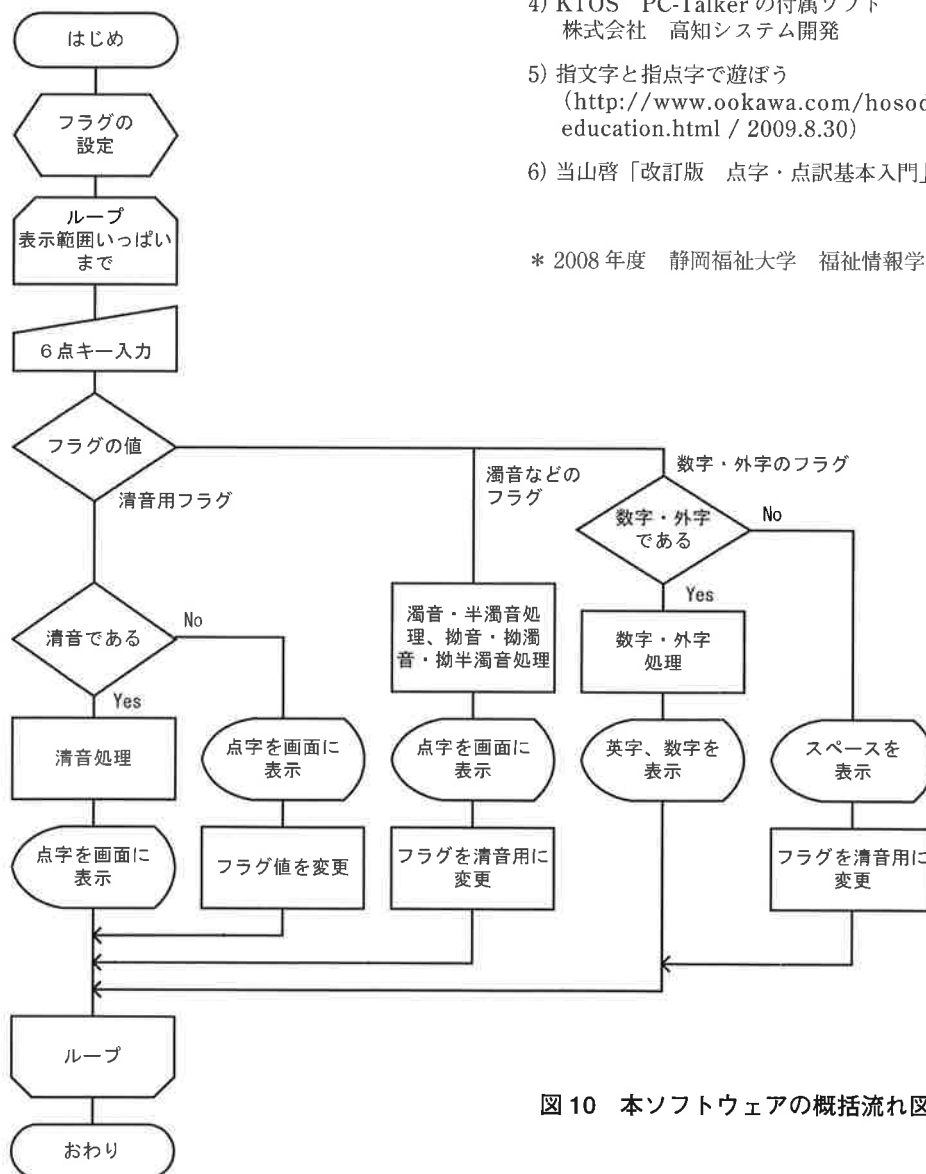 4) KTOS PC-Talker の付属ソフト
株式会社 高知システム開発
5) 指文字と指点字で遊ぼう
(http://www.ookawa.com/hosod
education.html / 2009.8.30)
6) 当山啓「改訂版 点字・点訳基本入門」
* 2008 年度 静岡福祉大学 福祉情報学
はじめ
フラグの
設定
ループ
表示範囲いっぱい
まで
6点キー入力
フラグの値
清音用フラグ
濁音などの
フラグ
数字・外字のフラグ
数字・外字
である
No
Yes
清音である
No
Yes
濁音・半濁音処
理、拗音・拗濁
音・拗半濁音処理
数字・外字
処理
清音処理
点字を画面に
表示
点字を画面に
表示
英字、数字を
表示
スペースを
表示
点字を画面に
表示
フラグ値を変更
フラグを清音用に
変更
フラグを清音用に
変更
ループ
おわり
図 10 本ソフトウェアの概括流れ図